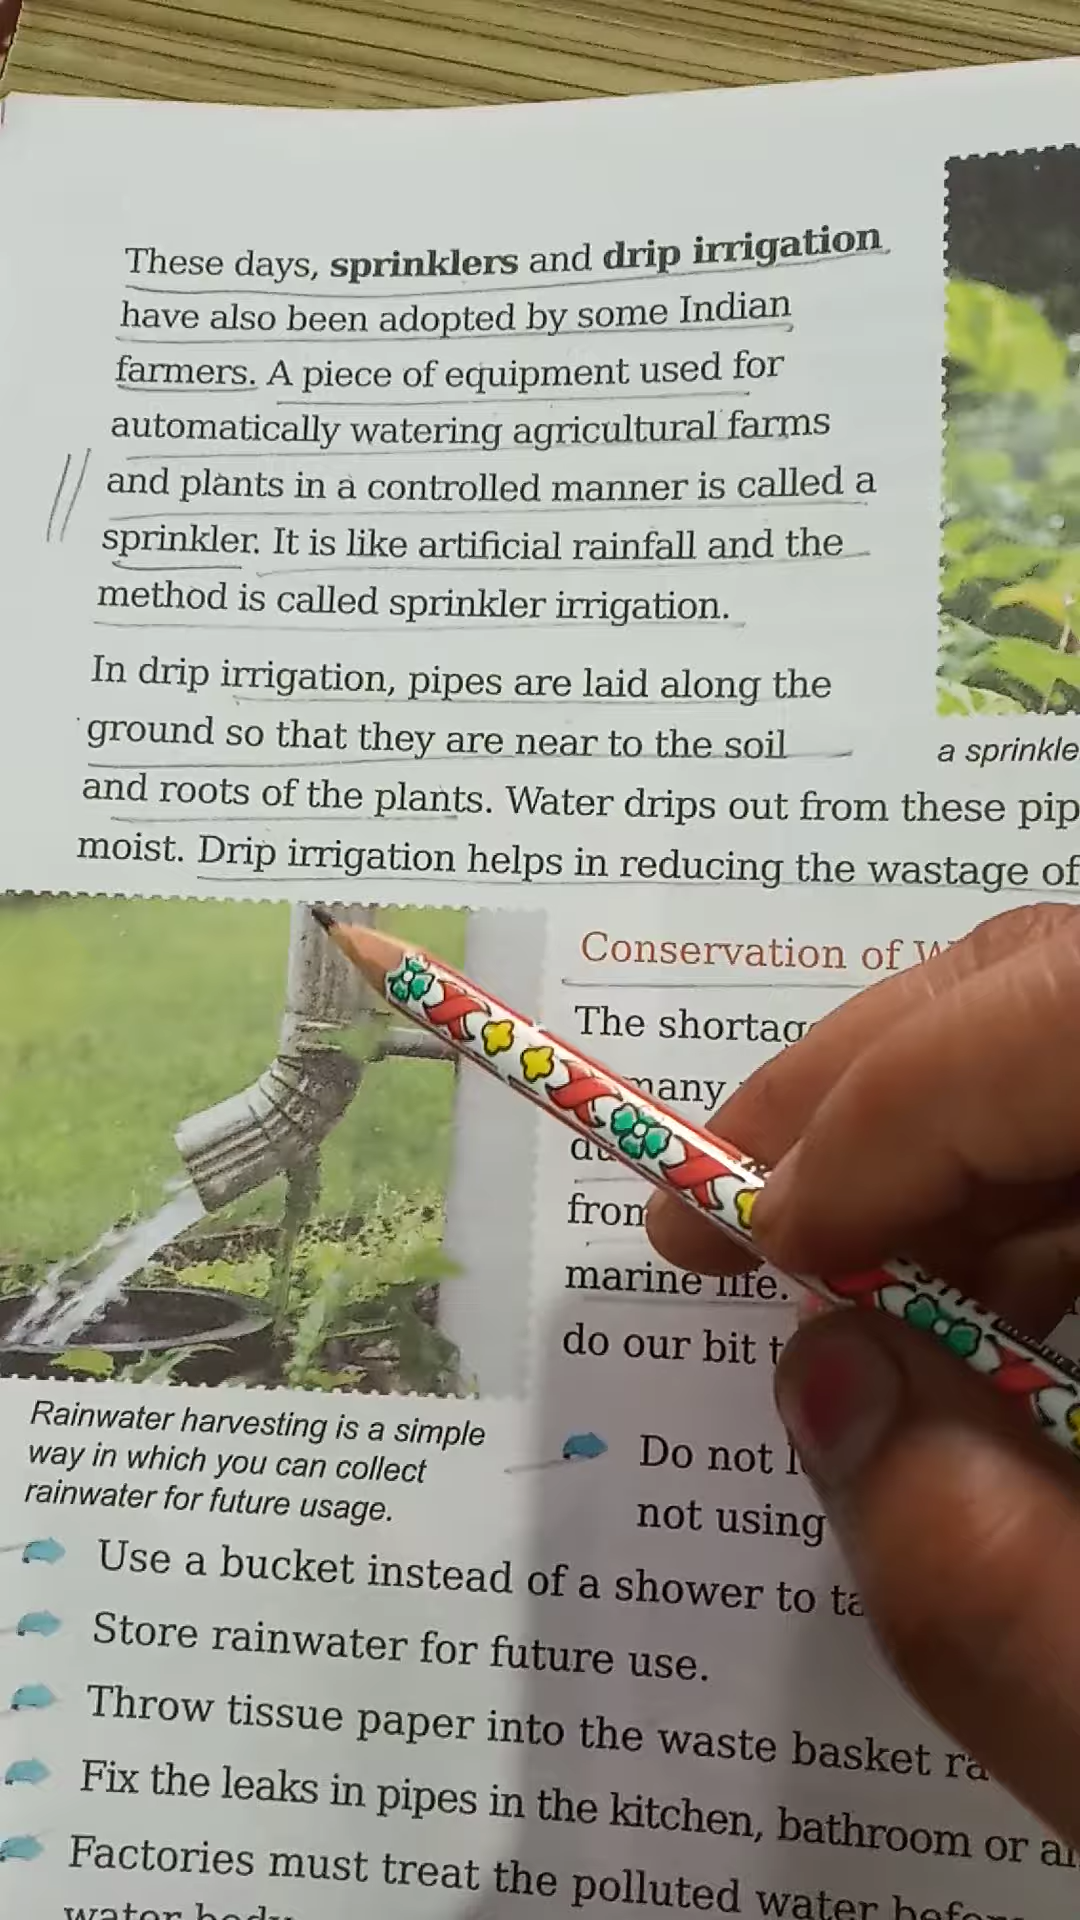 These days, sprinklers and drip irrigation
have also been adopted by some Indian
farmers. A piece of equipment used for
automatically watering agricultural farms
and plants in a controlled manner is called a
sprinkler. It is like artificial rainfall and the
method is called sprinkler irrigation.
In drip irrigation, pipes are laid along the
ground so that they are near to the soil
and roots of the plants. Water drips out from these
moist. Drip irrigation helps in reducing the wastage of
a
Conservation of
The
many
from
marine life.
do our bit
Do not
not using
Rainwater harvesting is a simple
way in which you can collect
rainwater for future usage.
Use a bucket instead of a shower to
Store rainwater for future use.
Throw tissue paper into the waste basket
Fix the leaks in pipes in the kitchen, bathroom or
Factories must treat the polluted water
water body